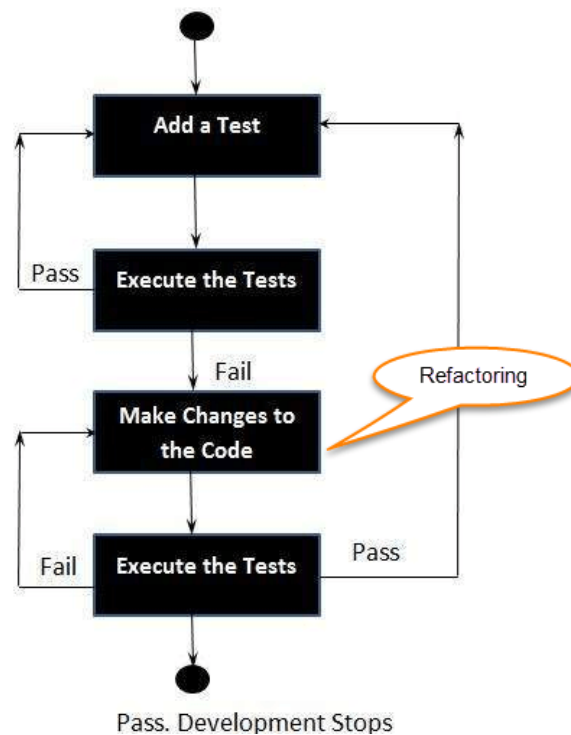 Add a Test
Pass
Execute the Tests
Fail
Refactoring
Make Changes to
the Code
Fail
Execute the Tests
Pass
Pass. Development Stops